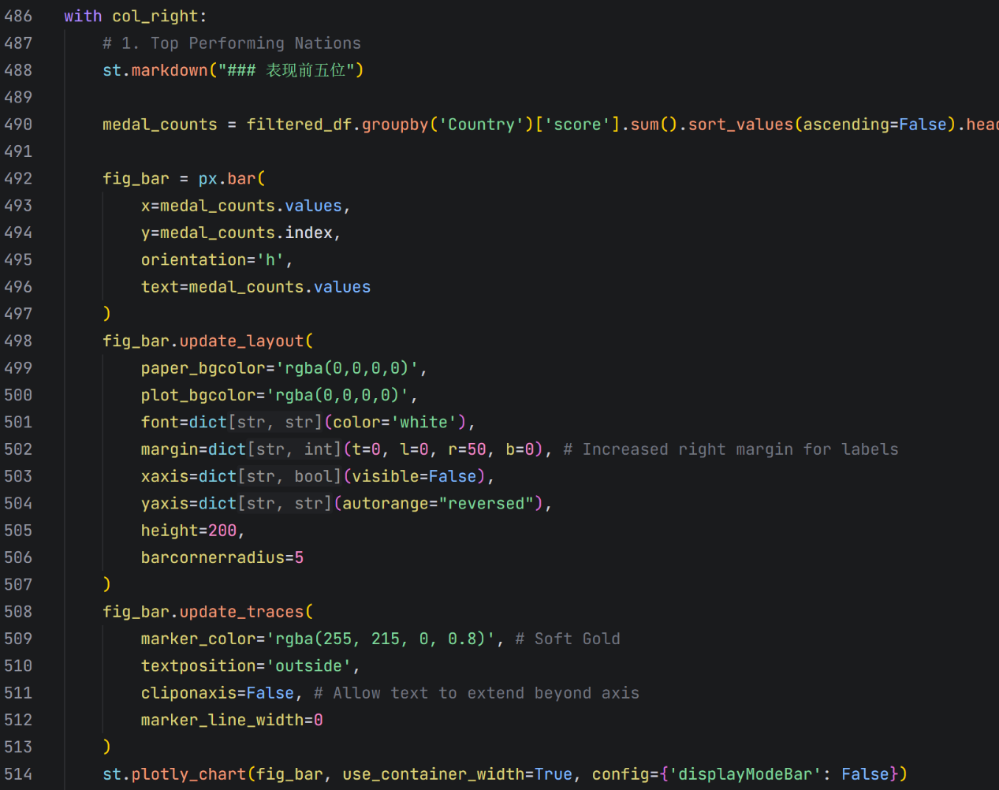 486 with col_right:
487     # 1. Top Performing Nations
488     st.markdown("### 表现前五位")
489
490     medal_counts = filtered_df.groupby('Country')['score'].sum().sort_values(ascending=False).head
491
492     fig_bar = px.bar(
493         x=medal_counts.values,
494         y=medal_counts.index,
495         orientation='h',
496         text=medal_counts.values
497     )
498     fig_bar.update_layout(
499         paper_bgcolor='rgba(0,0,0,0)',
500         plot_bgcolor='rgba(0,0,0,0)',
501         font=dict[str, str](color='white'),
502         margin=dict[str, int](t=0, l=0, r=50, b=0), # Increased right margin for labels
503         xaxis=dict[str, bool](visible=False),
504         yaxis=dict[str, str](autorange="reversed"),
505         height=200,
506         barcornerradius=5
507     )
508     fig_bar.update_traces(
509         marker_color='rgba(255, 215, 0, 0.8)', # Soft Gold
510         textposition='outside',
511         cliponaxis=False, # Allow text to extend beyond axis
512         marker_line_width=0
513     )
514     st.plotly_chart(fig_bar, use_container_width=True, config={'displayModeBar': False})